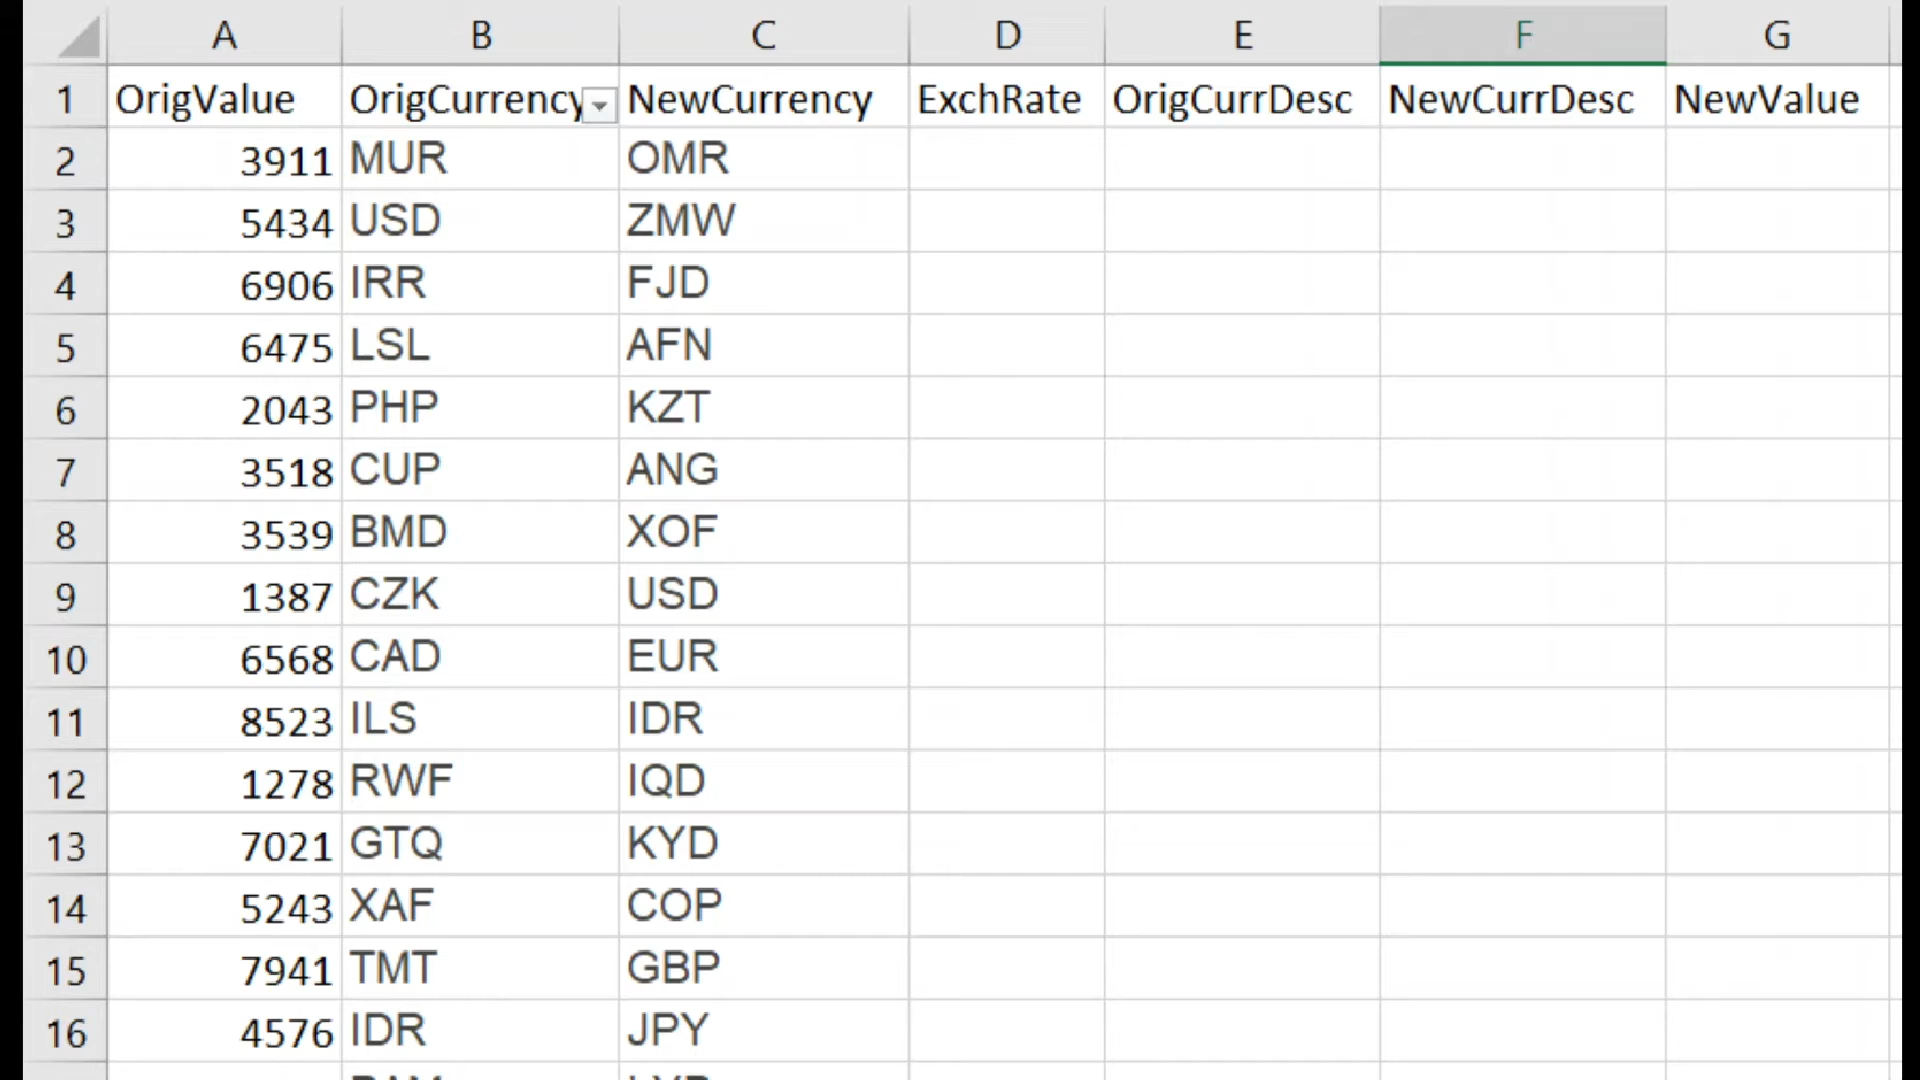 A B C D E F G
1 OrigValue OrigCurrency NewCurrency ExchRate OrigCurrDesc NewCurrDesc NewValue
2 3911 MUR OMR
3 5434 USD ZMW
4 6906 IRR FJD
5 6475 LSL AFN
6 2043 PHP KZT
7 3518 CUP ANG
8 3539 BMD XOF
9 1387 CZK USD
10 6568 CAD EUR
11 8523 ILS IDR
12 1278 RWF IQD
13 7021 GTQ KYD
14 5243 XAF COP
15 7941 TMT GBP
16 4576 IDR JPY